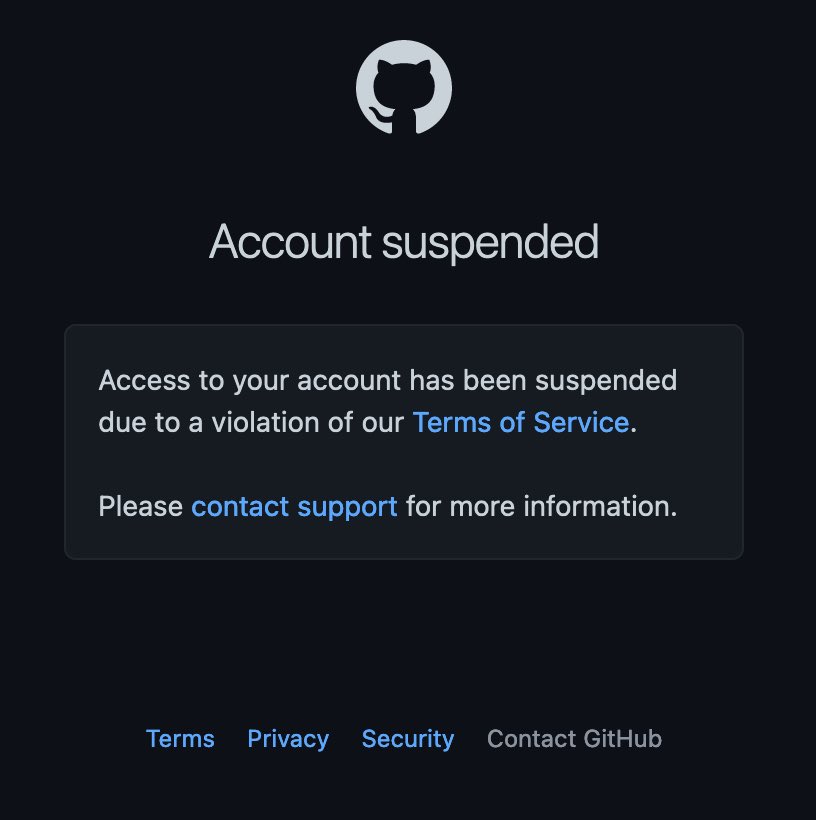 Account suspended
Access to your account has been suspended
due to a violation of our Terms of Service.
Please contact support for more information.
Terms Privacy Security Contact GitHub